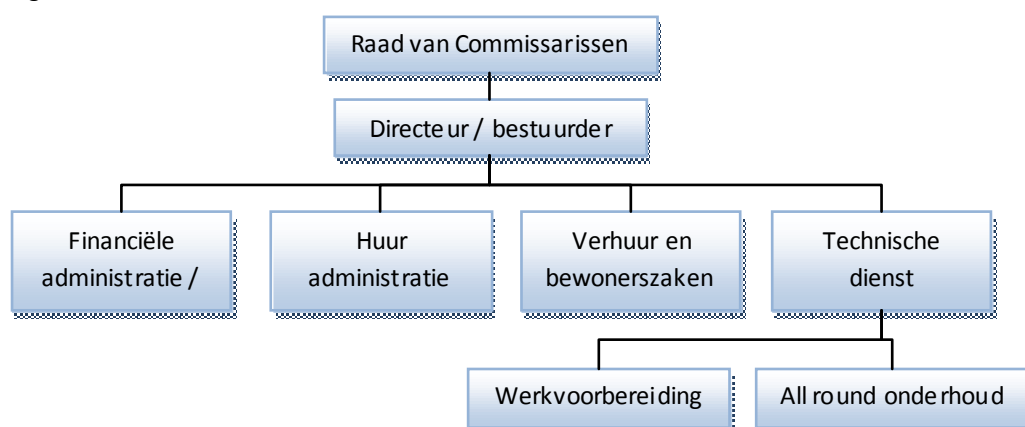 Raad van Commissarissen
Directeur / bestuurder
Financiële
administratie /
Huur
administratie
Verhuur en
bewonerszaken
Technische
dienst
Werkvoorbereiding
All round onderhoud